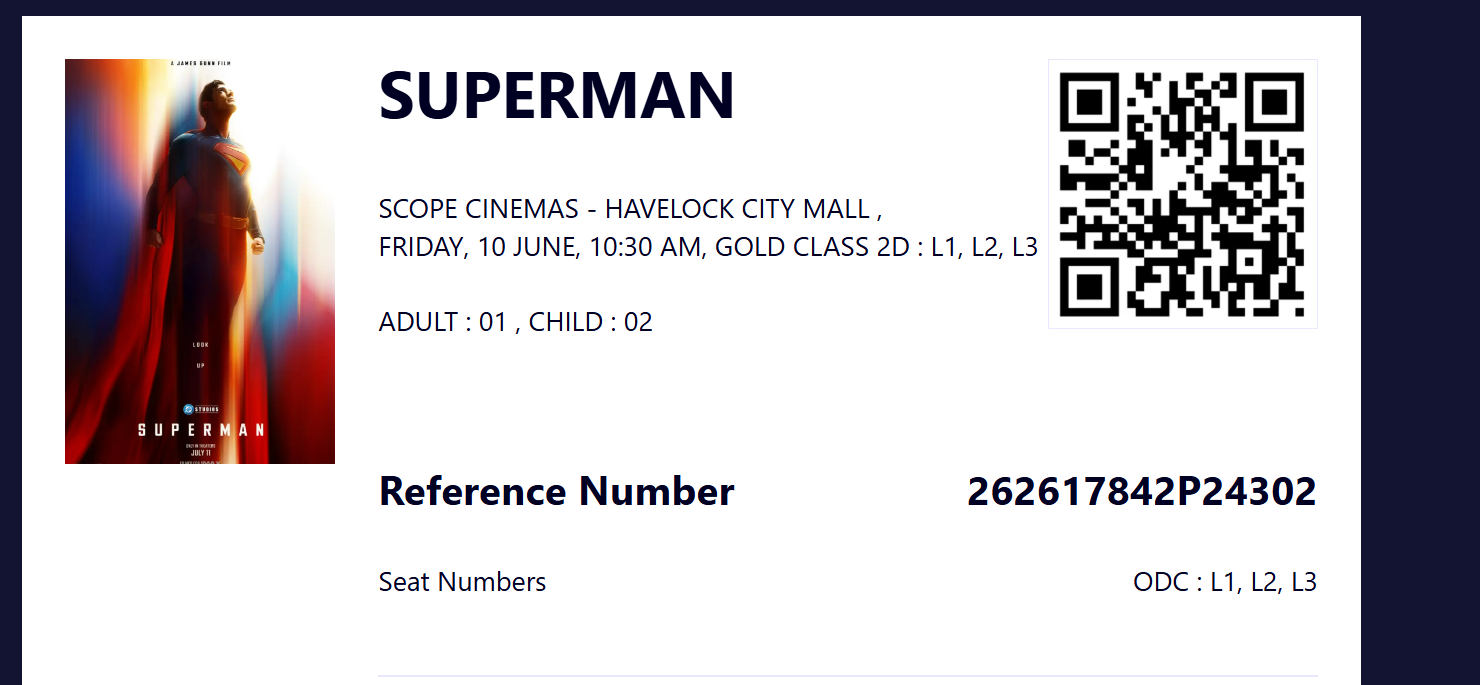 A JAMES GUNN FILM
LOOK
UP
DC STUDIOS
SUPERMAN
ONLY IN THEATERS
JULY 11
SUPERMAN
SCOPE CINEMAS - HAVELOCK CITY MALL ,
FRIDAY, 10 JUNE, 10:30 AM, GOLD CLASS 2D : L1, L2, L3
ADULT : 01 , CHILD : 02
Reference Number 262617842P24302
Seat Numbers ODC : L1, L2, L3